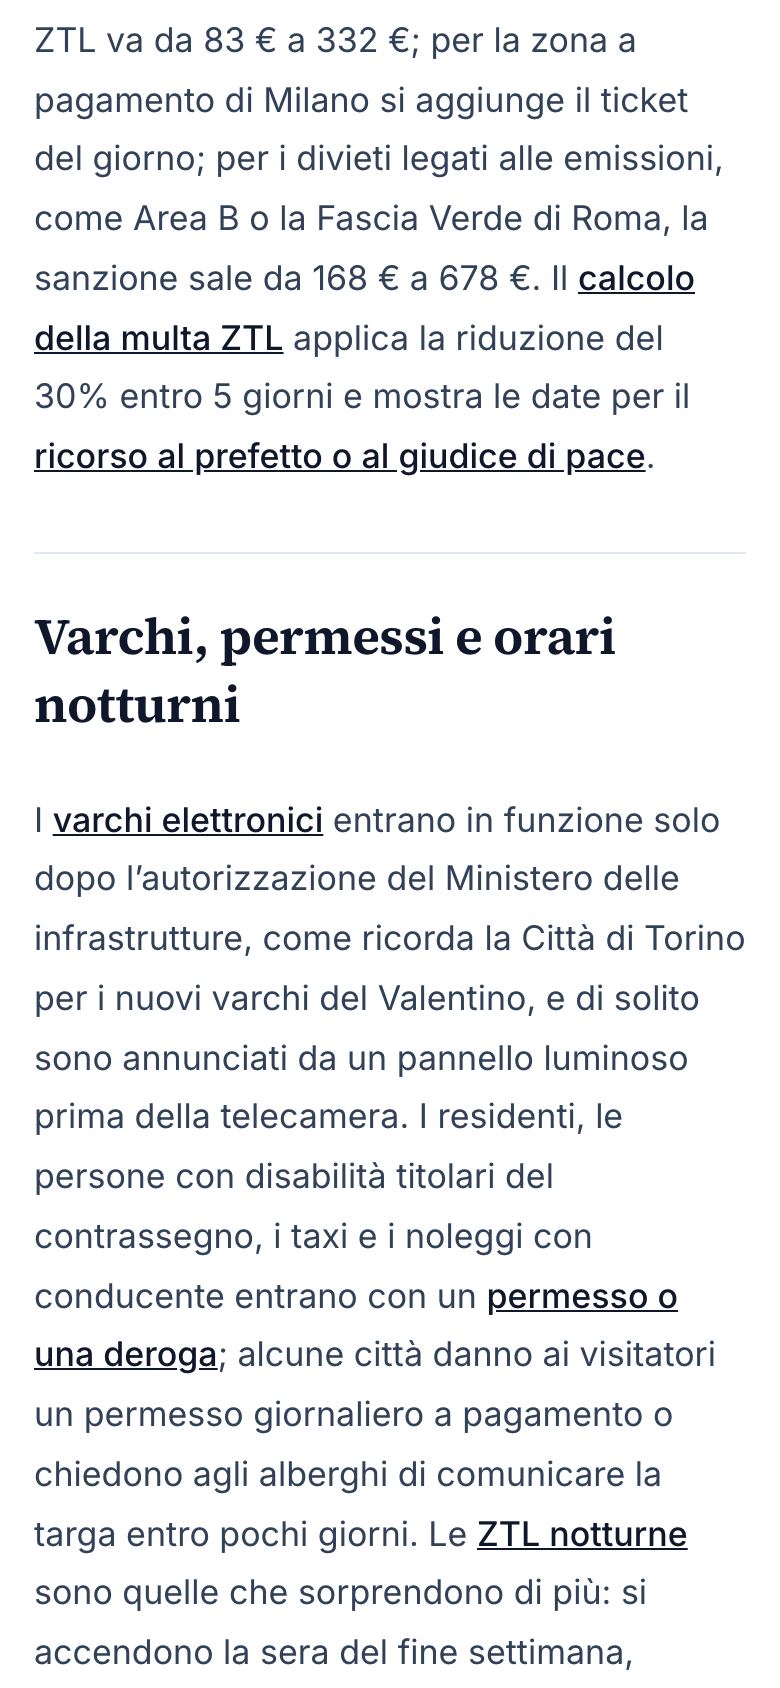 ZTL va da 83 € a 332 €; per la zona a
pagamento di Milano si aggiunge il ticket
del giorno; per i divieti legati alle emissioni,
come Area B o la Fascia Verde di Roma, la
sanzione sale da 168 € a 678 €. Il calcolo
della multa ZTL applica la riduzione del
30% entro 5 giorni e mostra le date per il
ricorso al prefetto o al giudice di pace.
Varchi, permessi e orari
notturni
I varchi elettronici entrano in funzione solo
dopo l’autorizzazione del Ministero delle
infrastrutture, come ricorda la Città di Torino
per i nuovi varchi del Valentino, e di solito
sono annunciati da un pannello luminoso
prima della telecamera. I residenti, le
persone con disabilità titolari del
contrassegno, i taxi e i noleggi con
conducente entrano con un permesso o
una deroga; alcune città danno ai visitatori
un permesso giornaliero a pagamento o
chiedono agli alberghi di comunicare la
targa entro pochi giorni. Le ZTL notturne
sono quelle che sorprendono di più: si
accendono la sera del fine settimana,